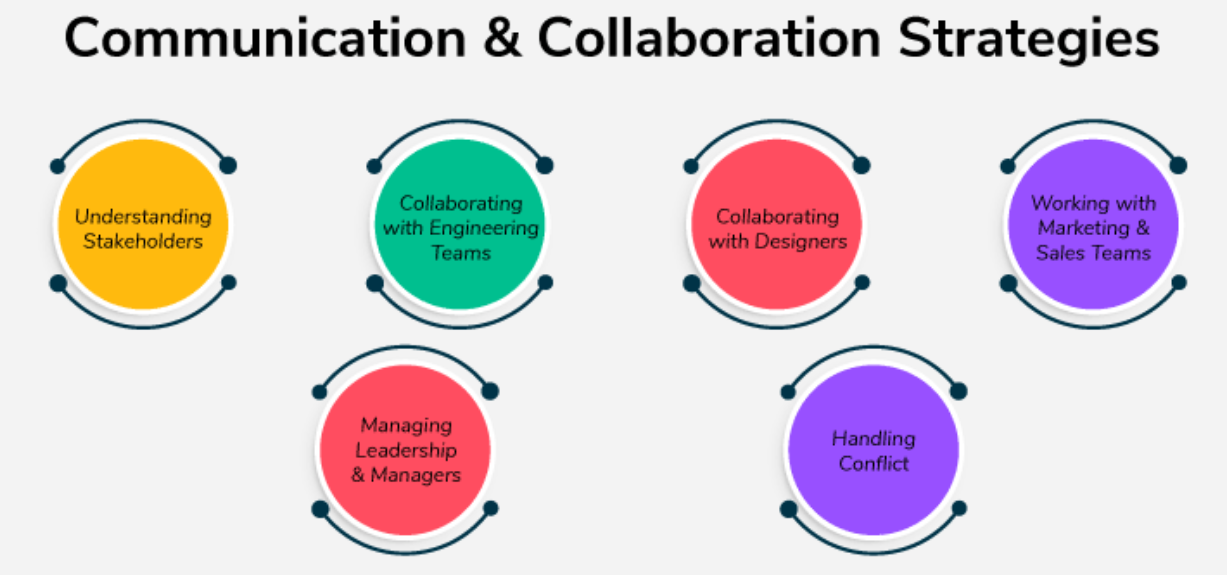 Communication & Collaboration Strategies
Understanding
Stakeholders
Collaborating
with Engineering
Teams
Collaborating
with Designers
Working with
Marketing &
Sales Teams
Managing
Leadership
& Managers
Handling
Conflict